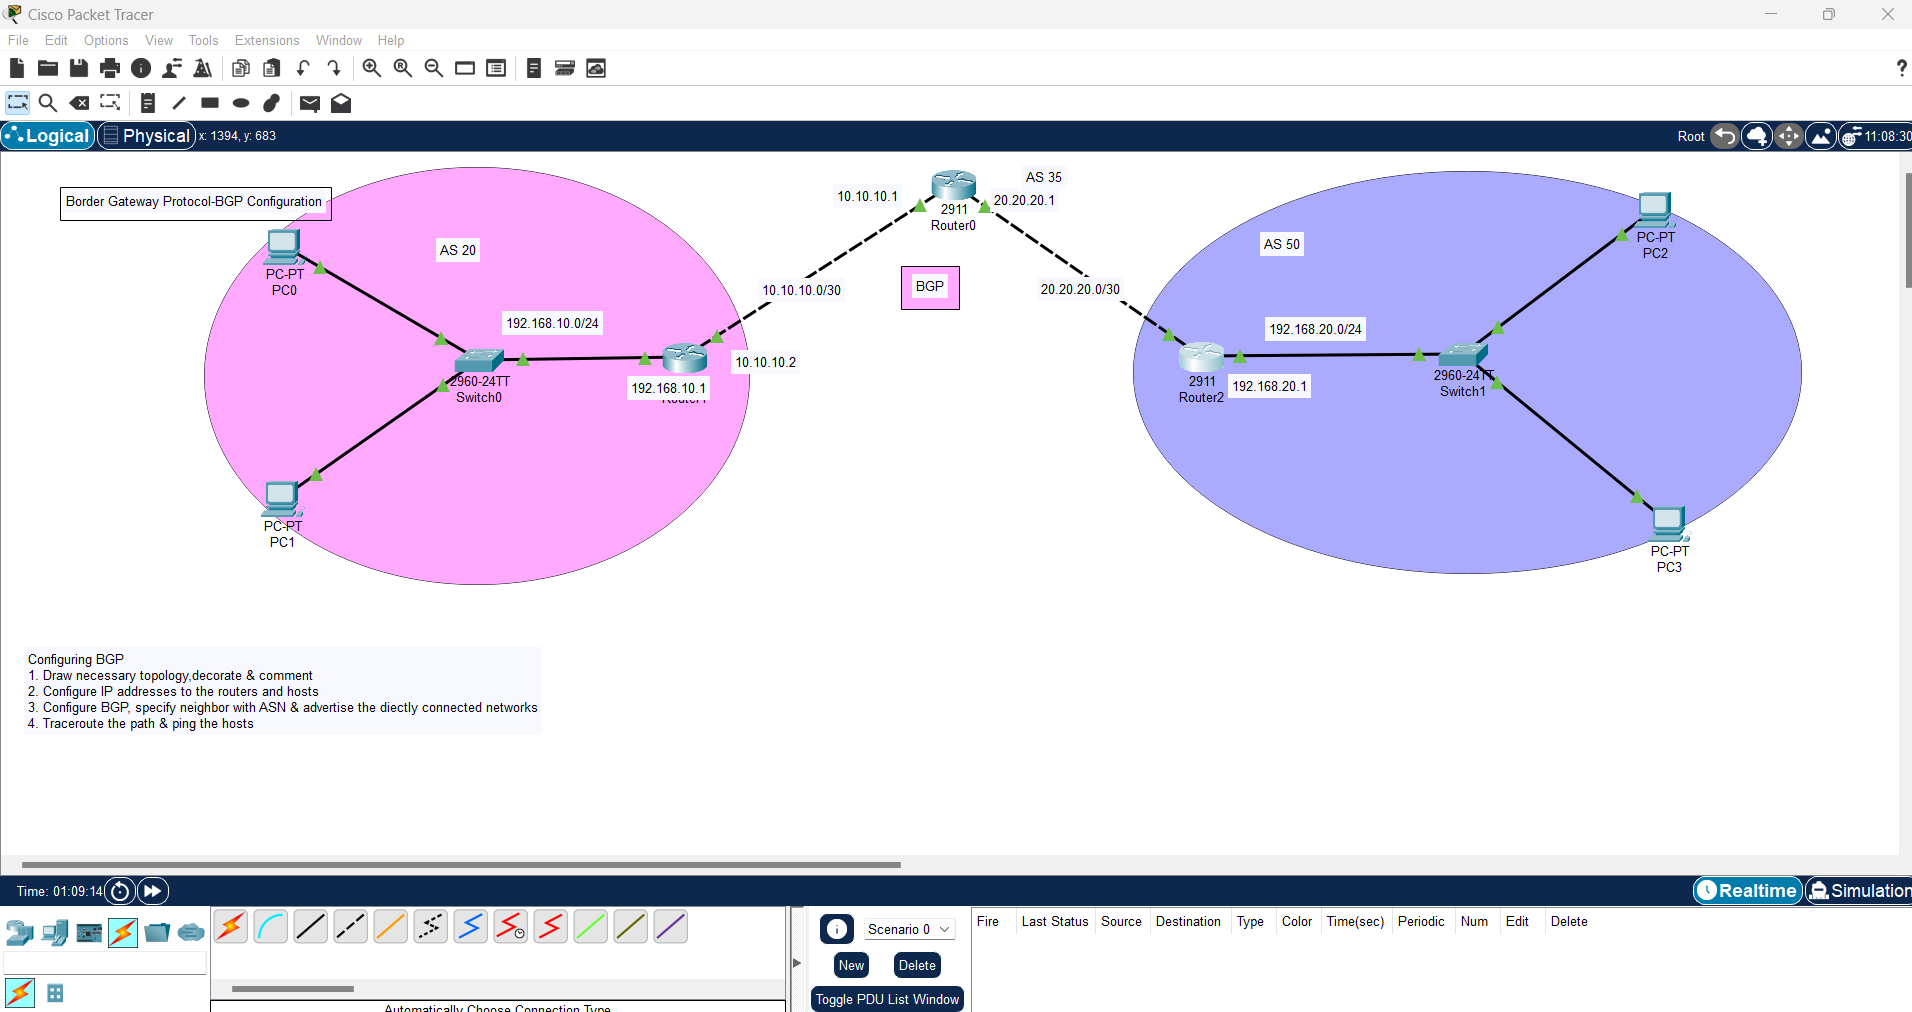 Cisco Packet Tracer
File Edit Options View Tools Extensions Window Help
?
Logical Physical x: 1394, y: 683 Root 11:08:30
Border Gateway Protocol-BGP Configuration
PC-PT
PC0
AS 20
192.168.10.0/24
2960-24TT
Switch0
192.168.10.1
PC-PT
PC1
10.10.10.2
10.10.10.0/30
10.10.10.1
2911
Router0
AS 35
20.20.20.1
BGP
20.20.20.0/30
AS 50
192.168.20.0/24
2911
Router2
192.168.20.1
2960-24TT
Switch1
PC-PT
PC2
PC-PT
PC3
Configuring BGP
1. Draw necessary topology,decorate & comment
2. Configure IP addresses to the routers and hosts
3. Configure BGP, specify neighbor with ASN & advertise the diectly connected networks
4. Traceroute the path & ping the hosts
Time: 01:09:14 Realtime Simulation
Scenario 0
New Delete
Toggle PDU List Window
Fire Last Status Source Destination Type Color Time(sec) Periodic Num Edit Delete
Automatically Choose Connection Type